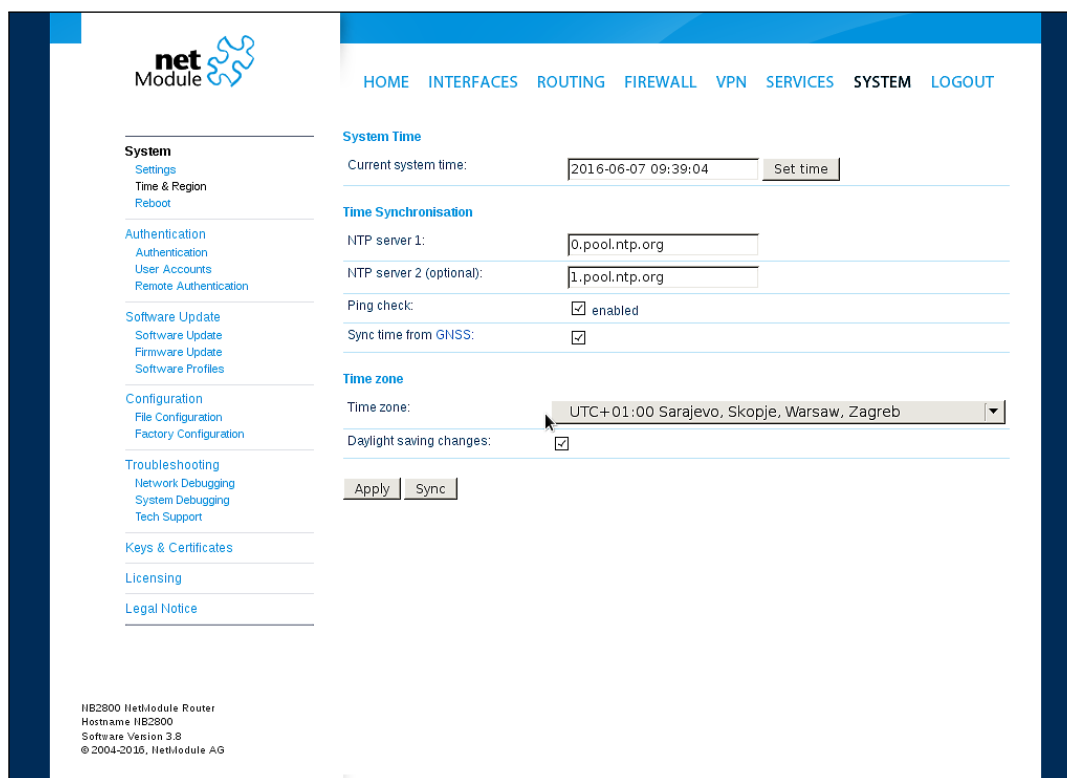 net
Module
HOME INTERFACES ROUTING FIREWALL VPN SERVICES SYSTEM LOGOUT
System
Settings
Time & Region
Reboot
Authentication
Authentication
User Accounts
Remote Authentication
Software Update
Software Update
Firmware Update
Software Profiles
Configuration
File Configuration
Factory Configuration
Troubleshooting
Network Debugging
System Debugging
Tech Support
Keys & Certificates
Licensing
Legal Notice
System Time
Current system time: 2016-06-07 09:39:04 Set time
Time Synchronisation
NTP server 1: 0.pool.ntp.org
NTP server 2 (optional): 1.pool.ntp.org
Ping check: enabled
Sync time from GNSS:
Time zone
Time zone: UTC+01:00 Sarajevo, Skopje, Warsaw, Zagreb
Daylight saving changes:
Apply Sync
NB2800 NetModule Router
Hostname NB2800
Software Version 3.8
© 2004-2016, NetModule AG